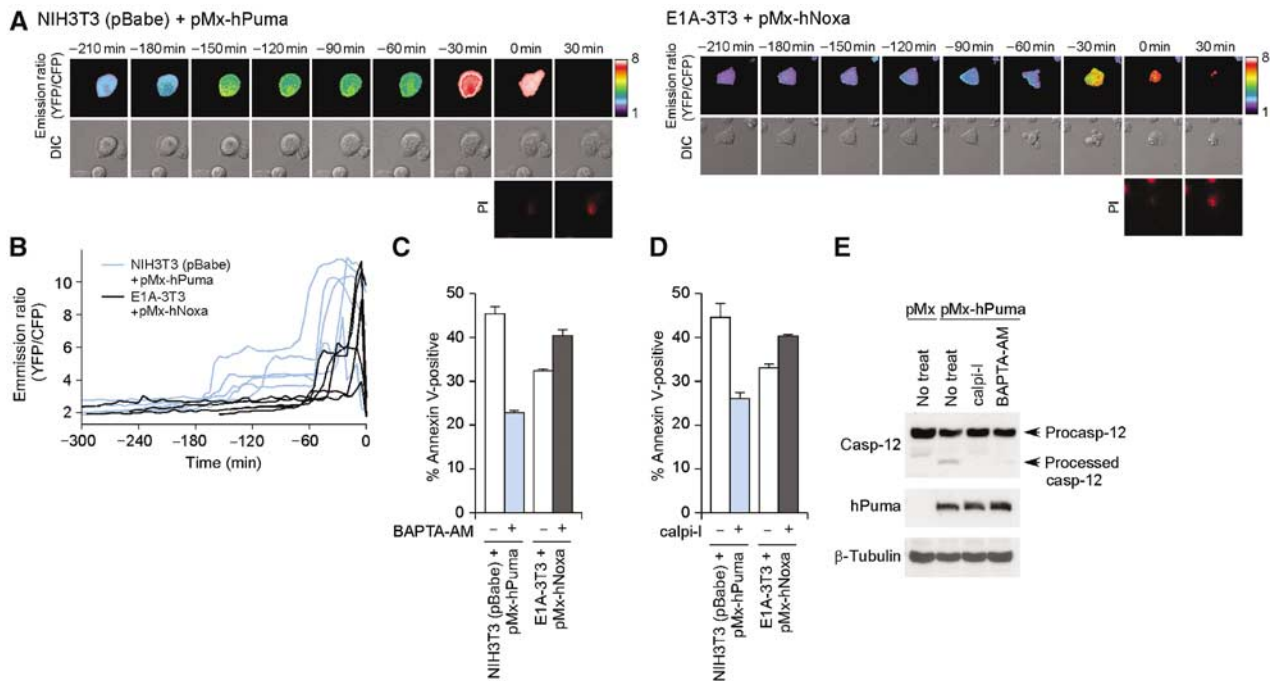 A
NIH3T3 (pBabe) + pMx-hPuma
−210 min −180 min −150 min −120 min −90 min −60 min −30 min 0 min 30 min
Emission ratio
(YFP/CFP)
8
1
DIC
PI
E1A-3T3 + pMx-hNoxa
−210 min −180 min −150 min −120 min −90 min −60 min −30 min 0 min 30 min
Emission ratio
(YFP/CFP)
8
1
DIC
PI
B
NIH3T3 (pBabe)
+pMx-hPuma
E1A-3T3
+pMx-hNoxa
Emmission ratio
(YFP/CFP)
10
8
6
4
2
−300 −240 −180 −120 −60 0
Time (min)
C
% Annexin V-positive
50
40
30
20
10
0
BAPTA-AM − + − +
NIH3T3 (pBabe) +
pMx-hPuma
E1A-3T3 +
pMx-hNoxa
D
% Annexin V-positive
50
40
30
20
10
0
calpi-I − + − +
NIH3T3 (pBabe) +
pMx-hPuma
E1A-3T3 +
pMx-hNoxa
E
pMx pMx-hPuma
No treat
No treat
calpi-I
BAPTA-AM
Casp-12
Procasp-12
Processed
casp-12
hPuma
β-Tubulin